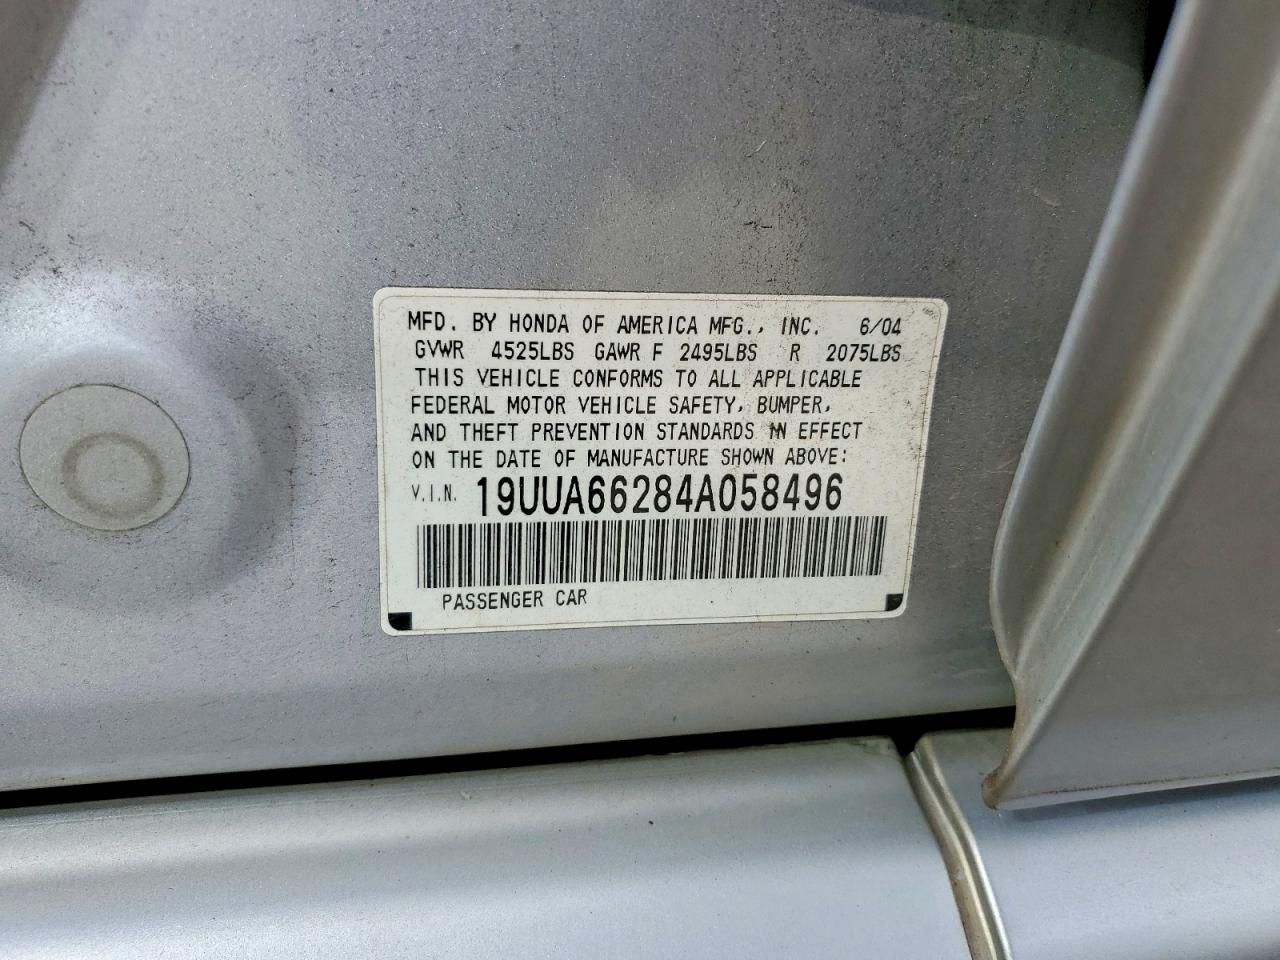 MFD. BY HONDA OF AMERICA MFG., INC. 6/04
GVWR 4525LBS GAWR F 2495LBS R 2075LBS
THIS VEHICLE CONFORMS TO ALL APPLICABLE
FEDERAL MOTOR VEHICLE SAFETY, BUMPER,
AND THEFT PREVENTION STANDARDS IN EFFECT
ON THE DATE OF MANUFACTURE SHOWN ABOVE:
V.I.N. 19UUA66284A058496
PASSENGER CAR